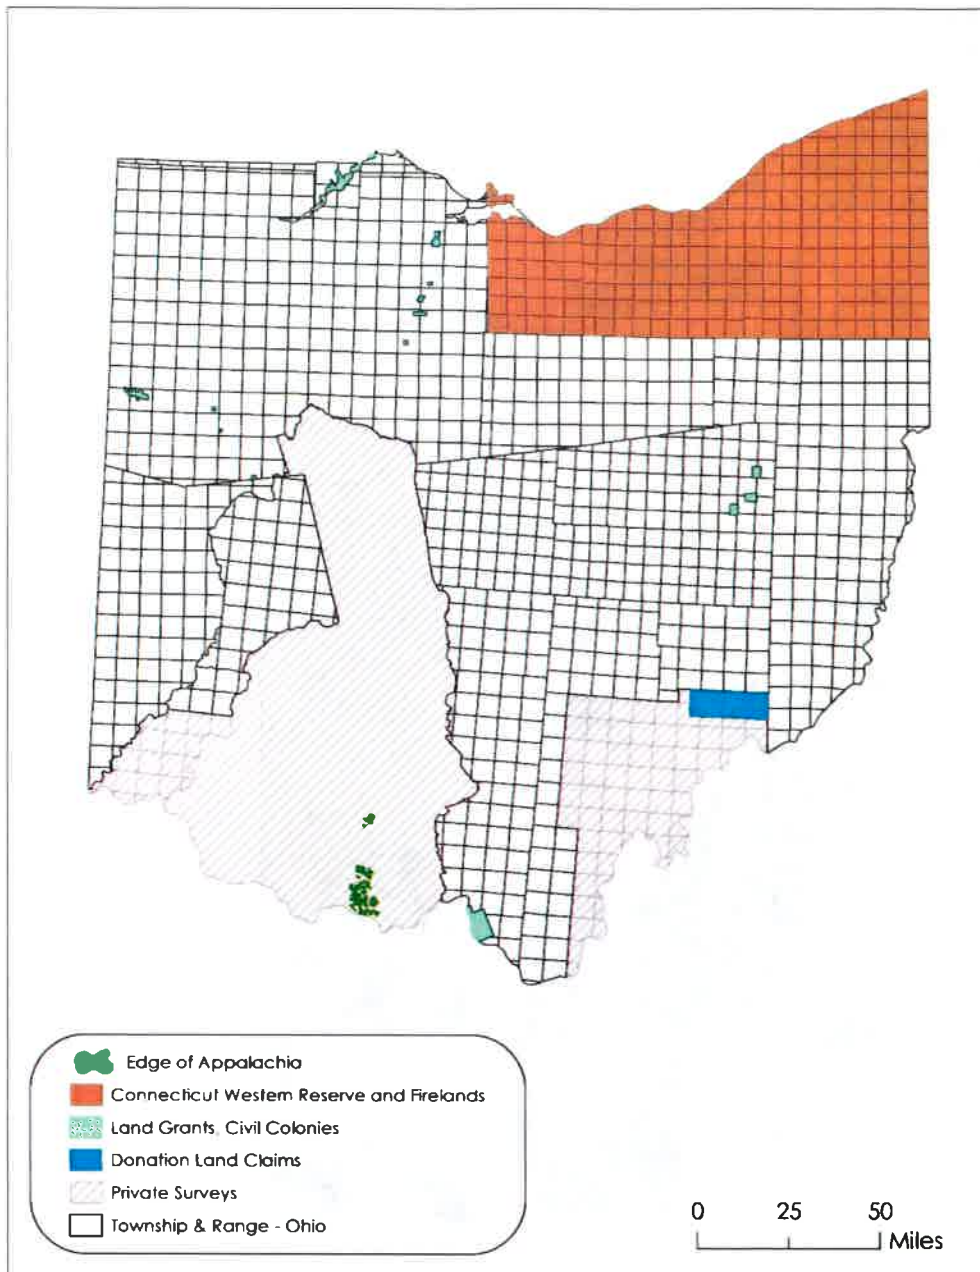 Edge of Appalachia
Connecticut Western Reserve and Firelands
Land Grants, Civil Colonies
Donation Land Claims
Private Surveys
Township & Range - Ohio
0 25 50
Miles